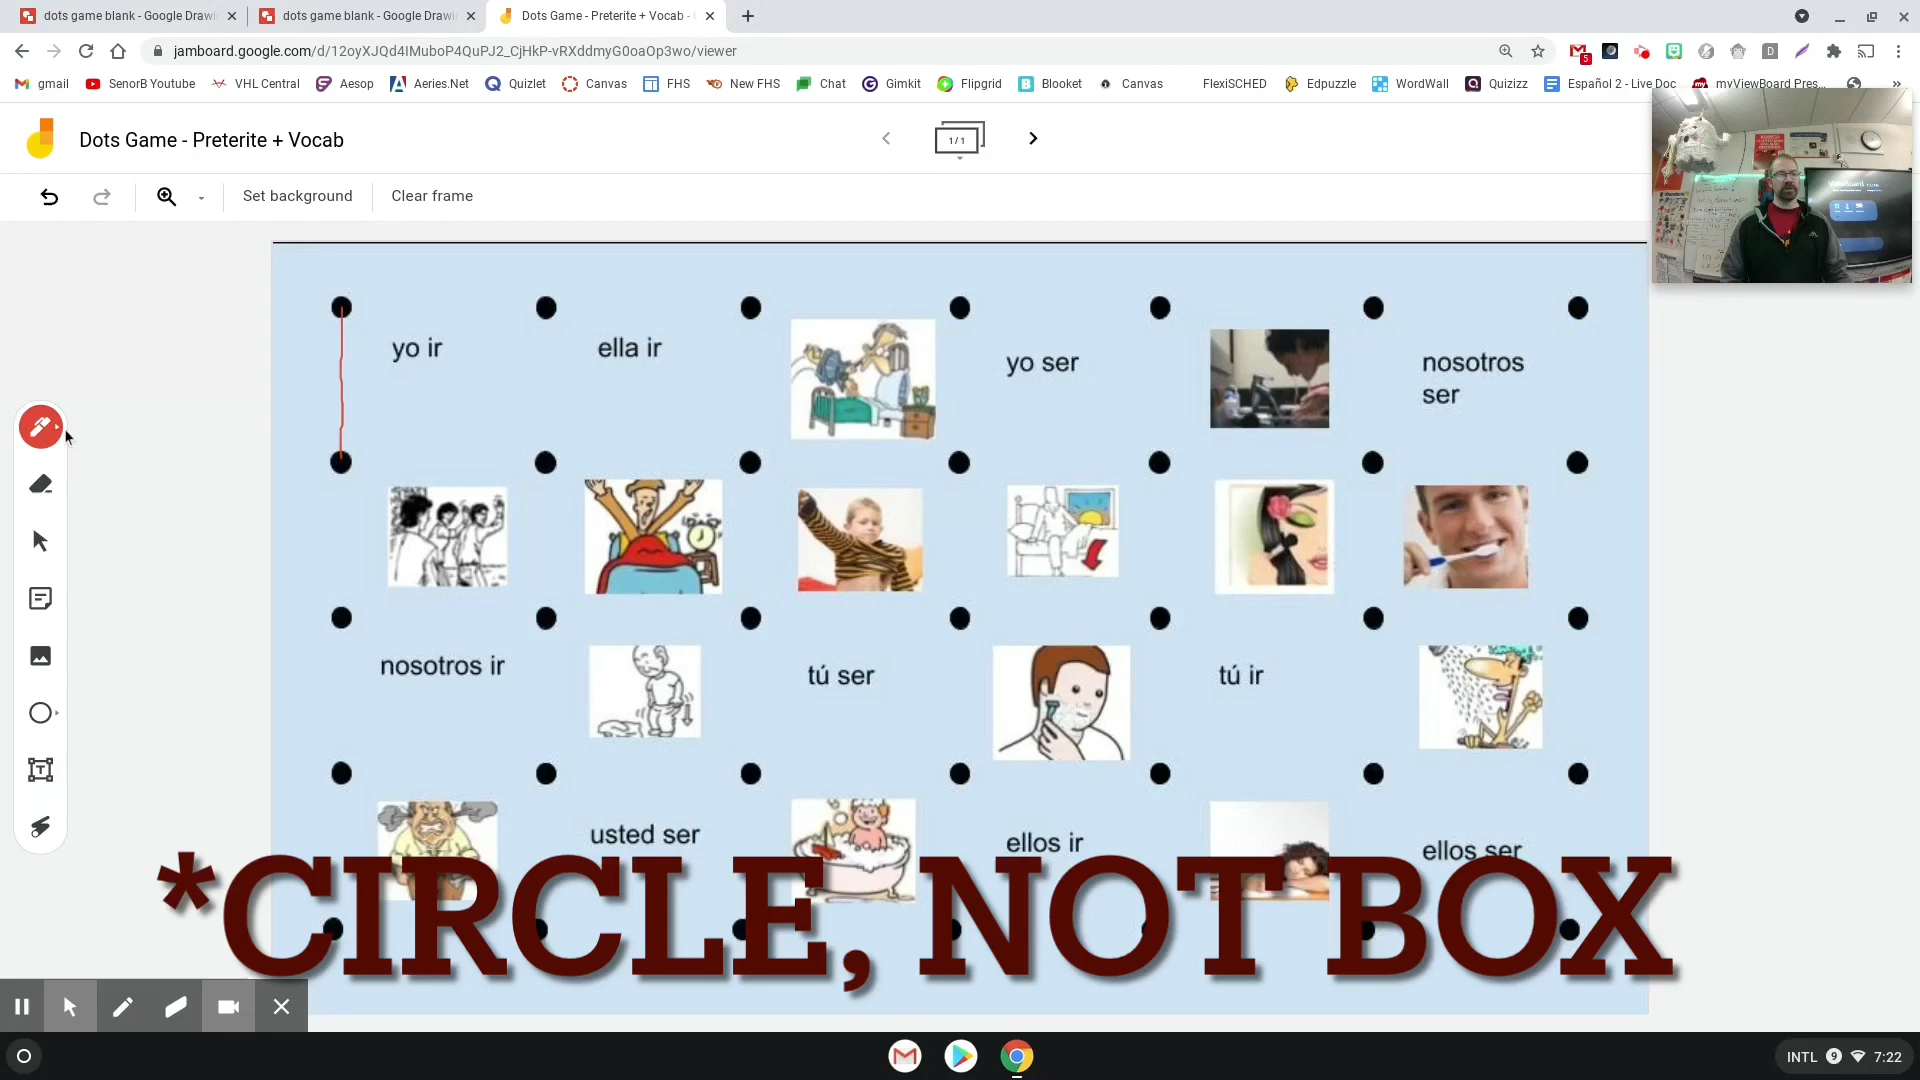 dots game blank - Google Drawi
dots game blank - Google Drawi
Dots Game - Preterite + Vocab -
jamboard.google.com/d/12oyXJQd4IMuboP4QuPJ2_CjHkP-vRXddmyG0oaOp3wo/viewer
5
D
gmail
SenorB Youtube
VHL Central
Aesop
Aeries.Net
Quizlet
Canvas
FHS
New FHS
Chat
Gimkit
Flipgrid
Blooket
Canvas
FlexiSCHED
Edpuzzle
WordWall
Quizizz
Español 2 - Live Doc
myViewBoard Pres...
Dots Game - Preterite + Vocab
1 / 1
Set background
Clear frame
yo ir
ella ir
yo ser
nosotros
ser
nosotros ir
tú ser
tú ir
usted ser
ellos ir
ellos ser
*CIRCLE, NOT BOX
INTL 9 7:22